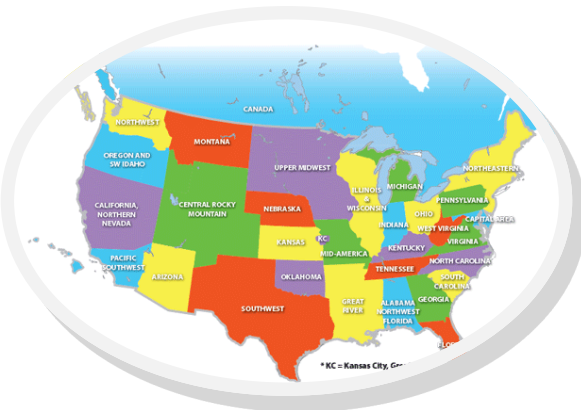 CANADA
NORTHWEST
MONTANA
OREGON AND
SW IDAHO
UPPER MIDWEST
NORTHEASTERN
ILLINOIS
&
WISCONSIN
MICHIGAN
PENNSYLVANIA
CALIFORNIA,
NORTHERN
NEVADA
CENTRAL ROCKY
MOUNTAIN
NEBRASKA
OHIO
CAPITAL AREA
INDIANA
WEST VIRGINIA
VIRGINIA
KANSAS
KC
MID-AMERICA
KENTUCKY
NORTH CAROLINA
PACIFIC
SOUTHWEST
ARIZONA
OKLAHOMA
TENNESSEE
SOUTH
CAROLINA
SOUTHWEST
GREAT
RIVER
ALABAMA
NORTHWEST
FLORIDA
GEORGIA
* KC = Kansas City,